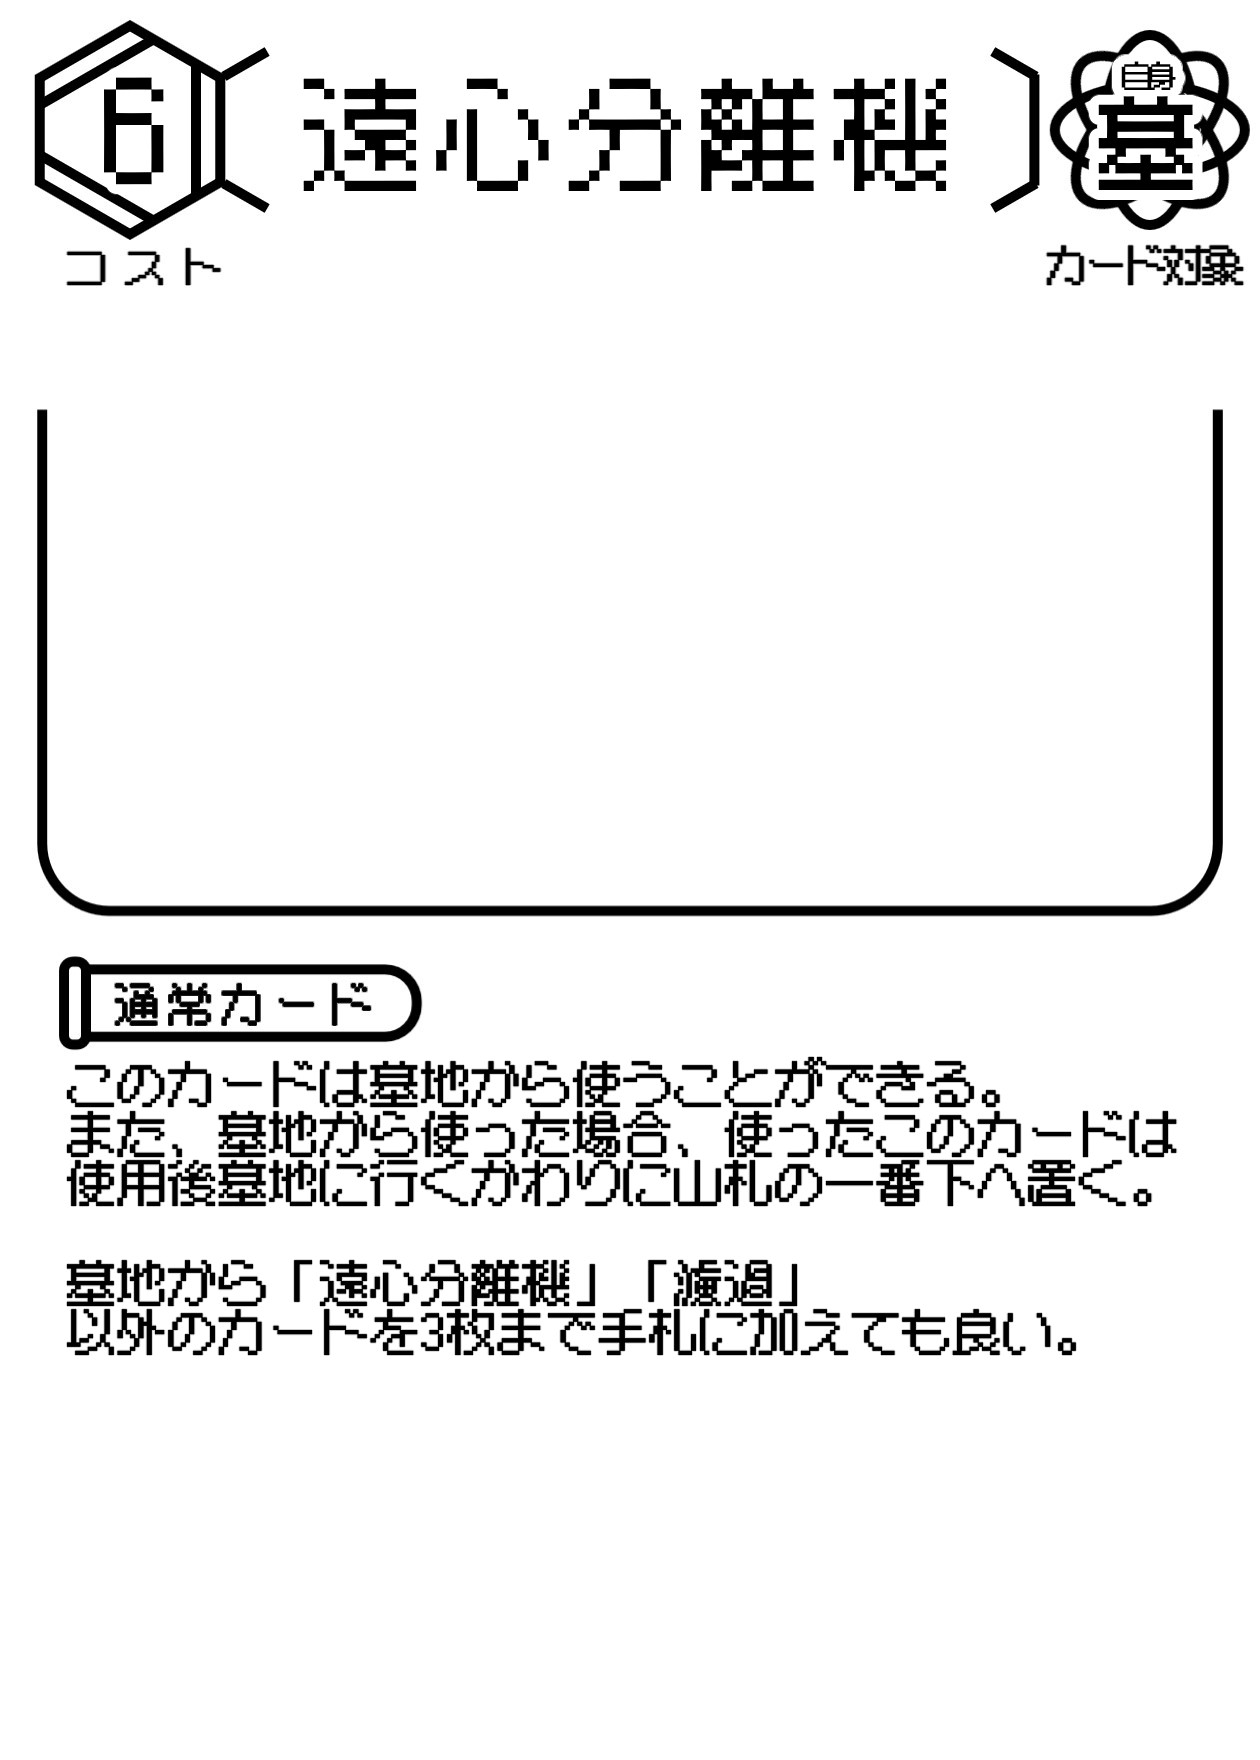 6
遠心分離機
自身
墓
コスト
カード対象
通常カード
このカードは墓地から使うことができる。
また、墓地から使った場合、使ったこのカードは
使用後墓地に行くかわりに山札の一番下へ置く。
墓地から「遠心分離機」「濾過」
以外のカードを3枚まで手札に加えても良い。